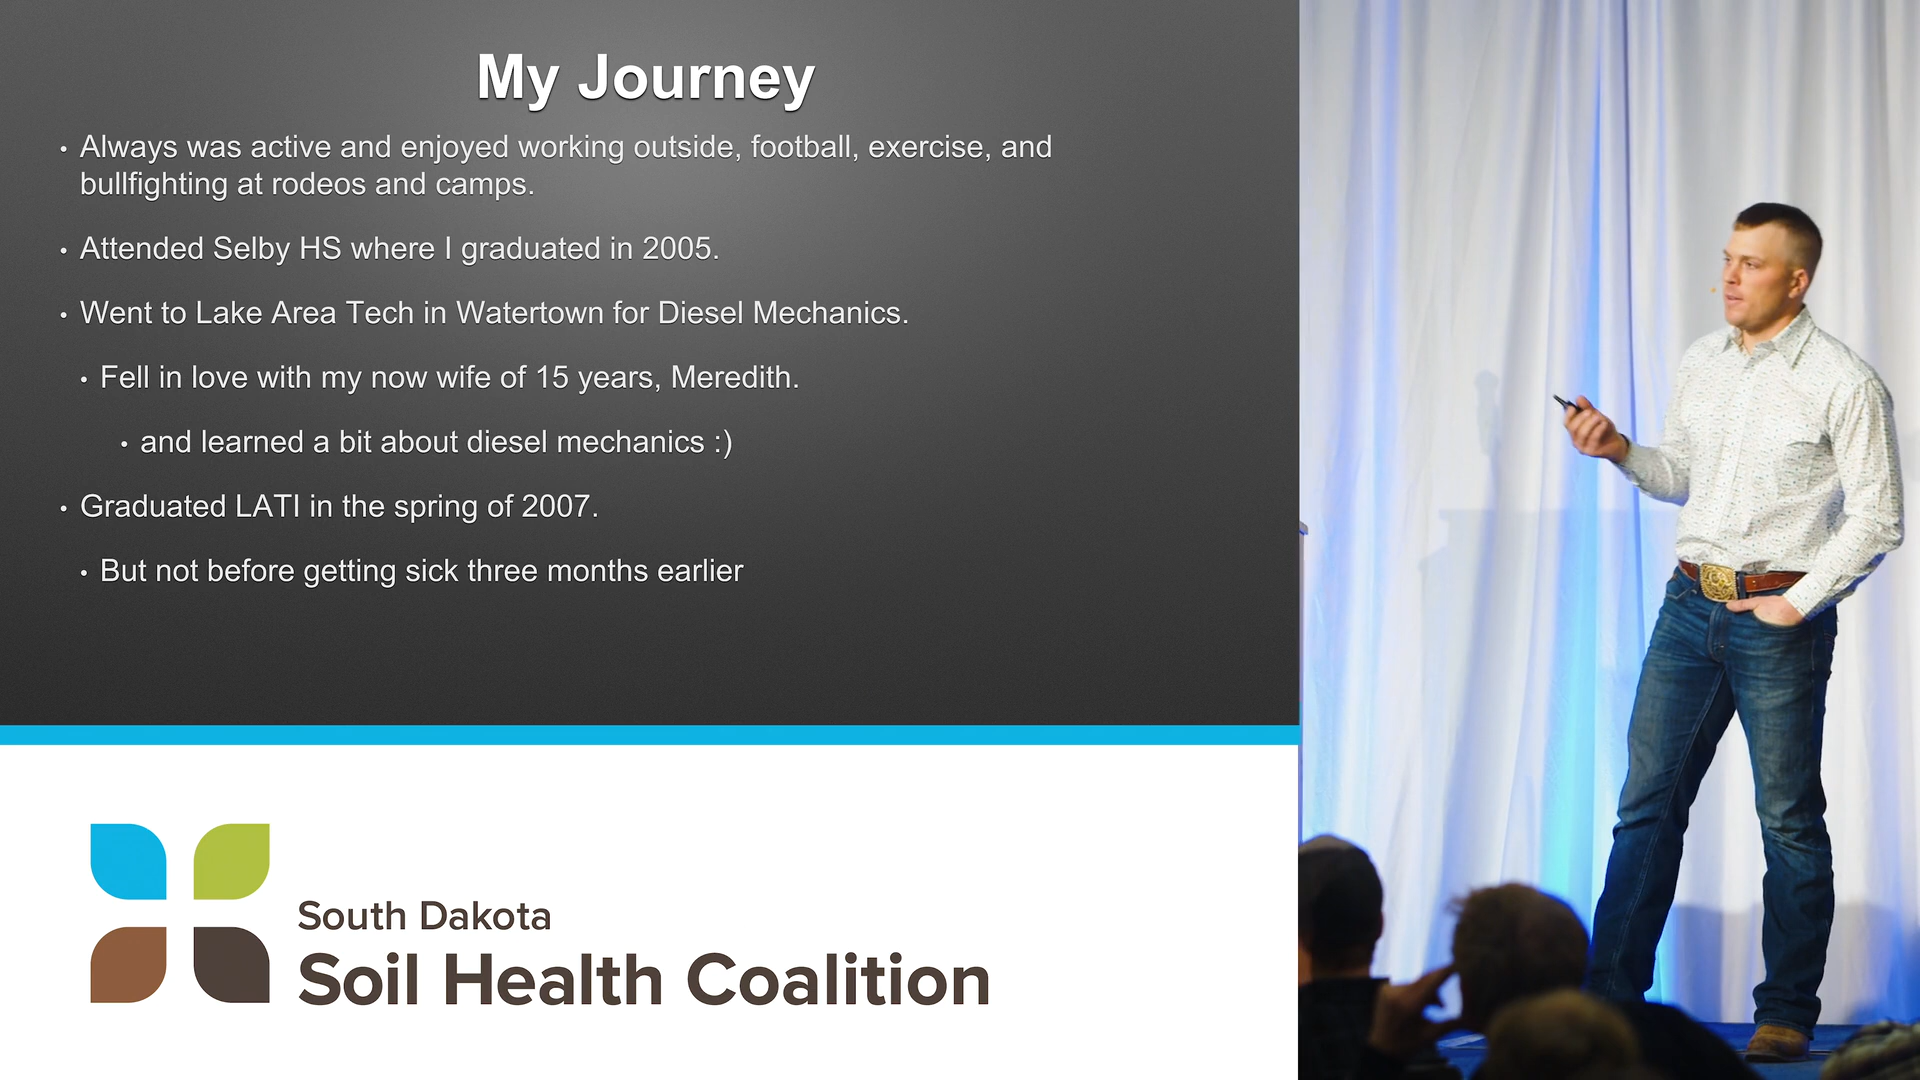 My Journey
• Always was active and enjoyed working outside, football, exercise, and
bullfighting at rodeos and camps.
• Attended Selby HS where I graduated in 2005.
• Went to Lake Area Tech in Watertown for Diesel Mechanics.
• Fell in love with my now wife of 15 years, Meredith.
• and learned a bit about diesel mechanics :)
• Graduated LATI in the spring of 2007.
• But not before getting sick three months earlier
South Dakota
Soil Health Coalition